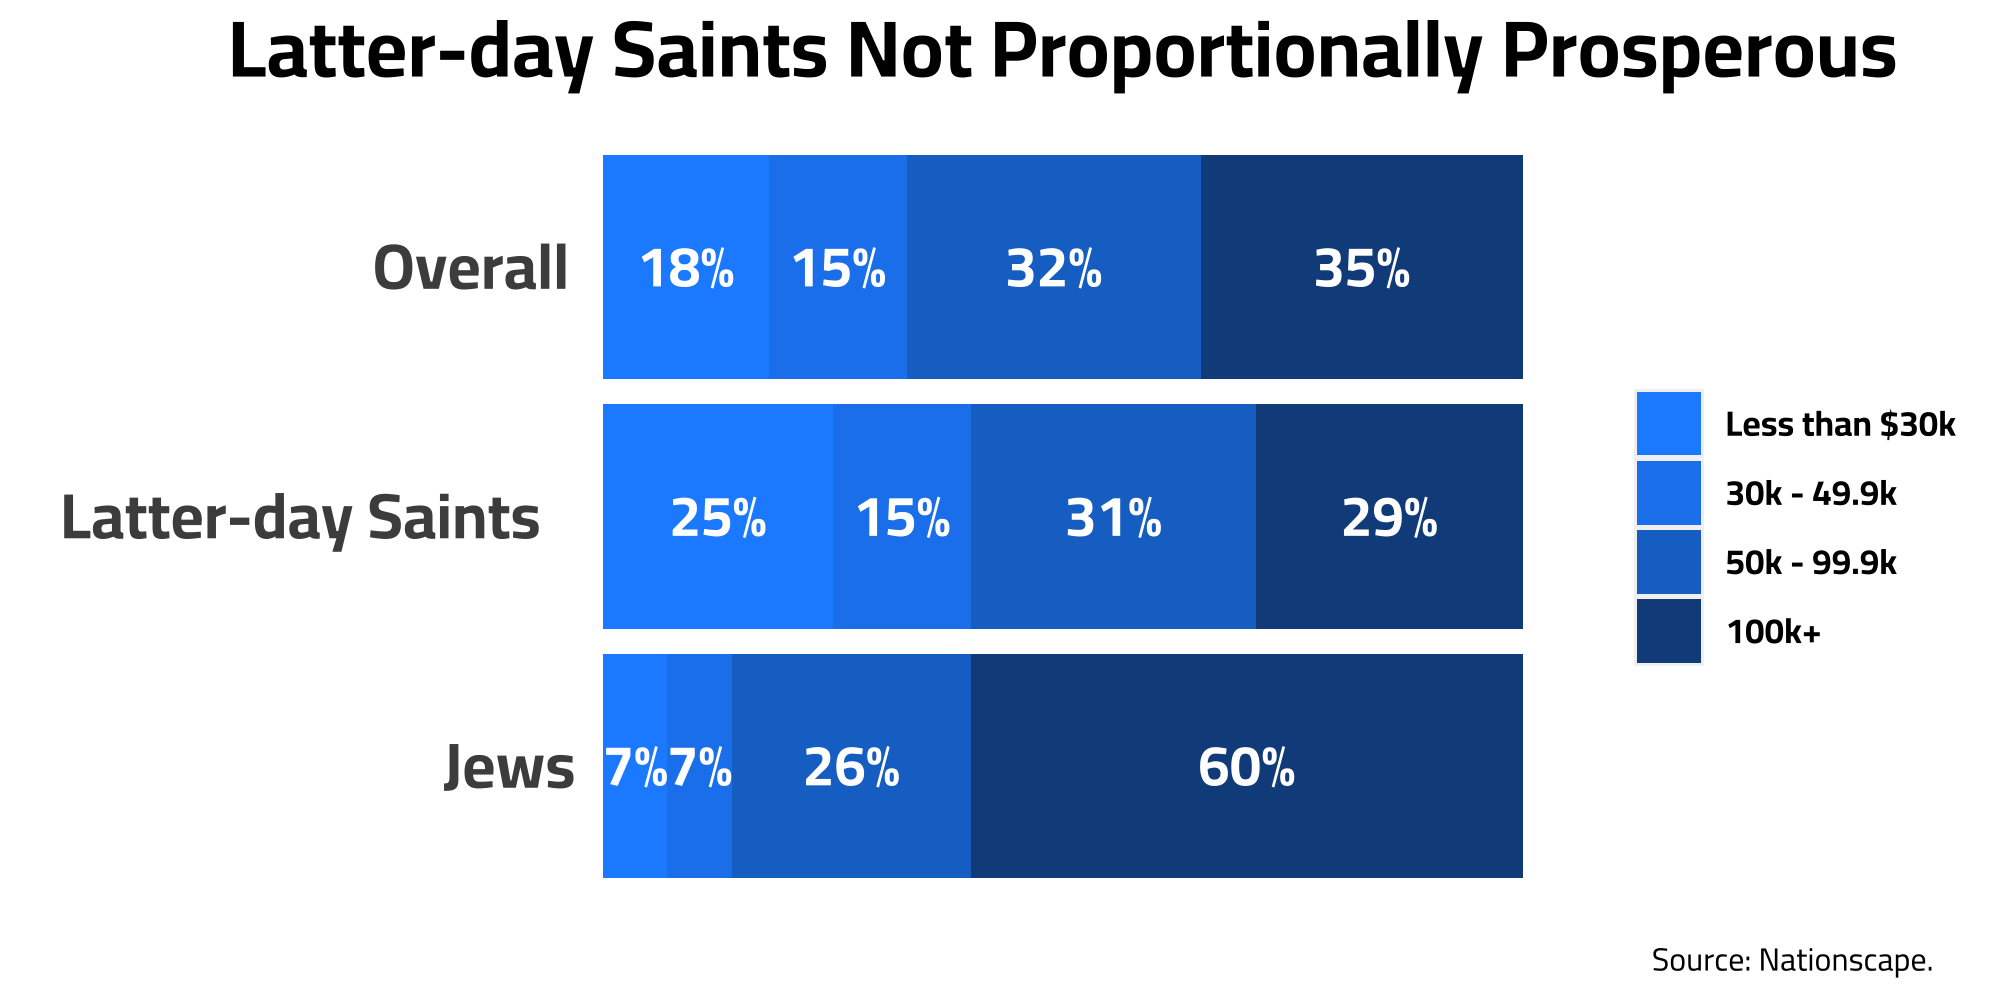 Latter-day Saints Not Proportionally Prosperous
Overall 18% 15% 32% 35%
Latter-day Saints 25% 15% 31% 29%
Jews 7% 7% 26% 60%
Less than $30k
30k - 49.9k
50k - 99.9k
100k+
Source: Nationscape.